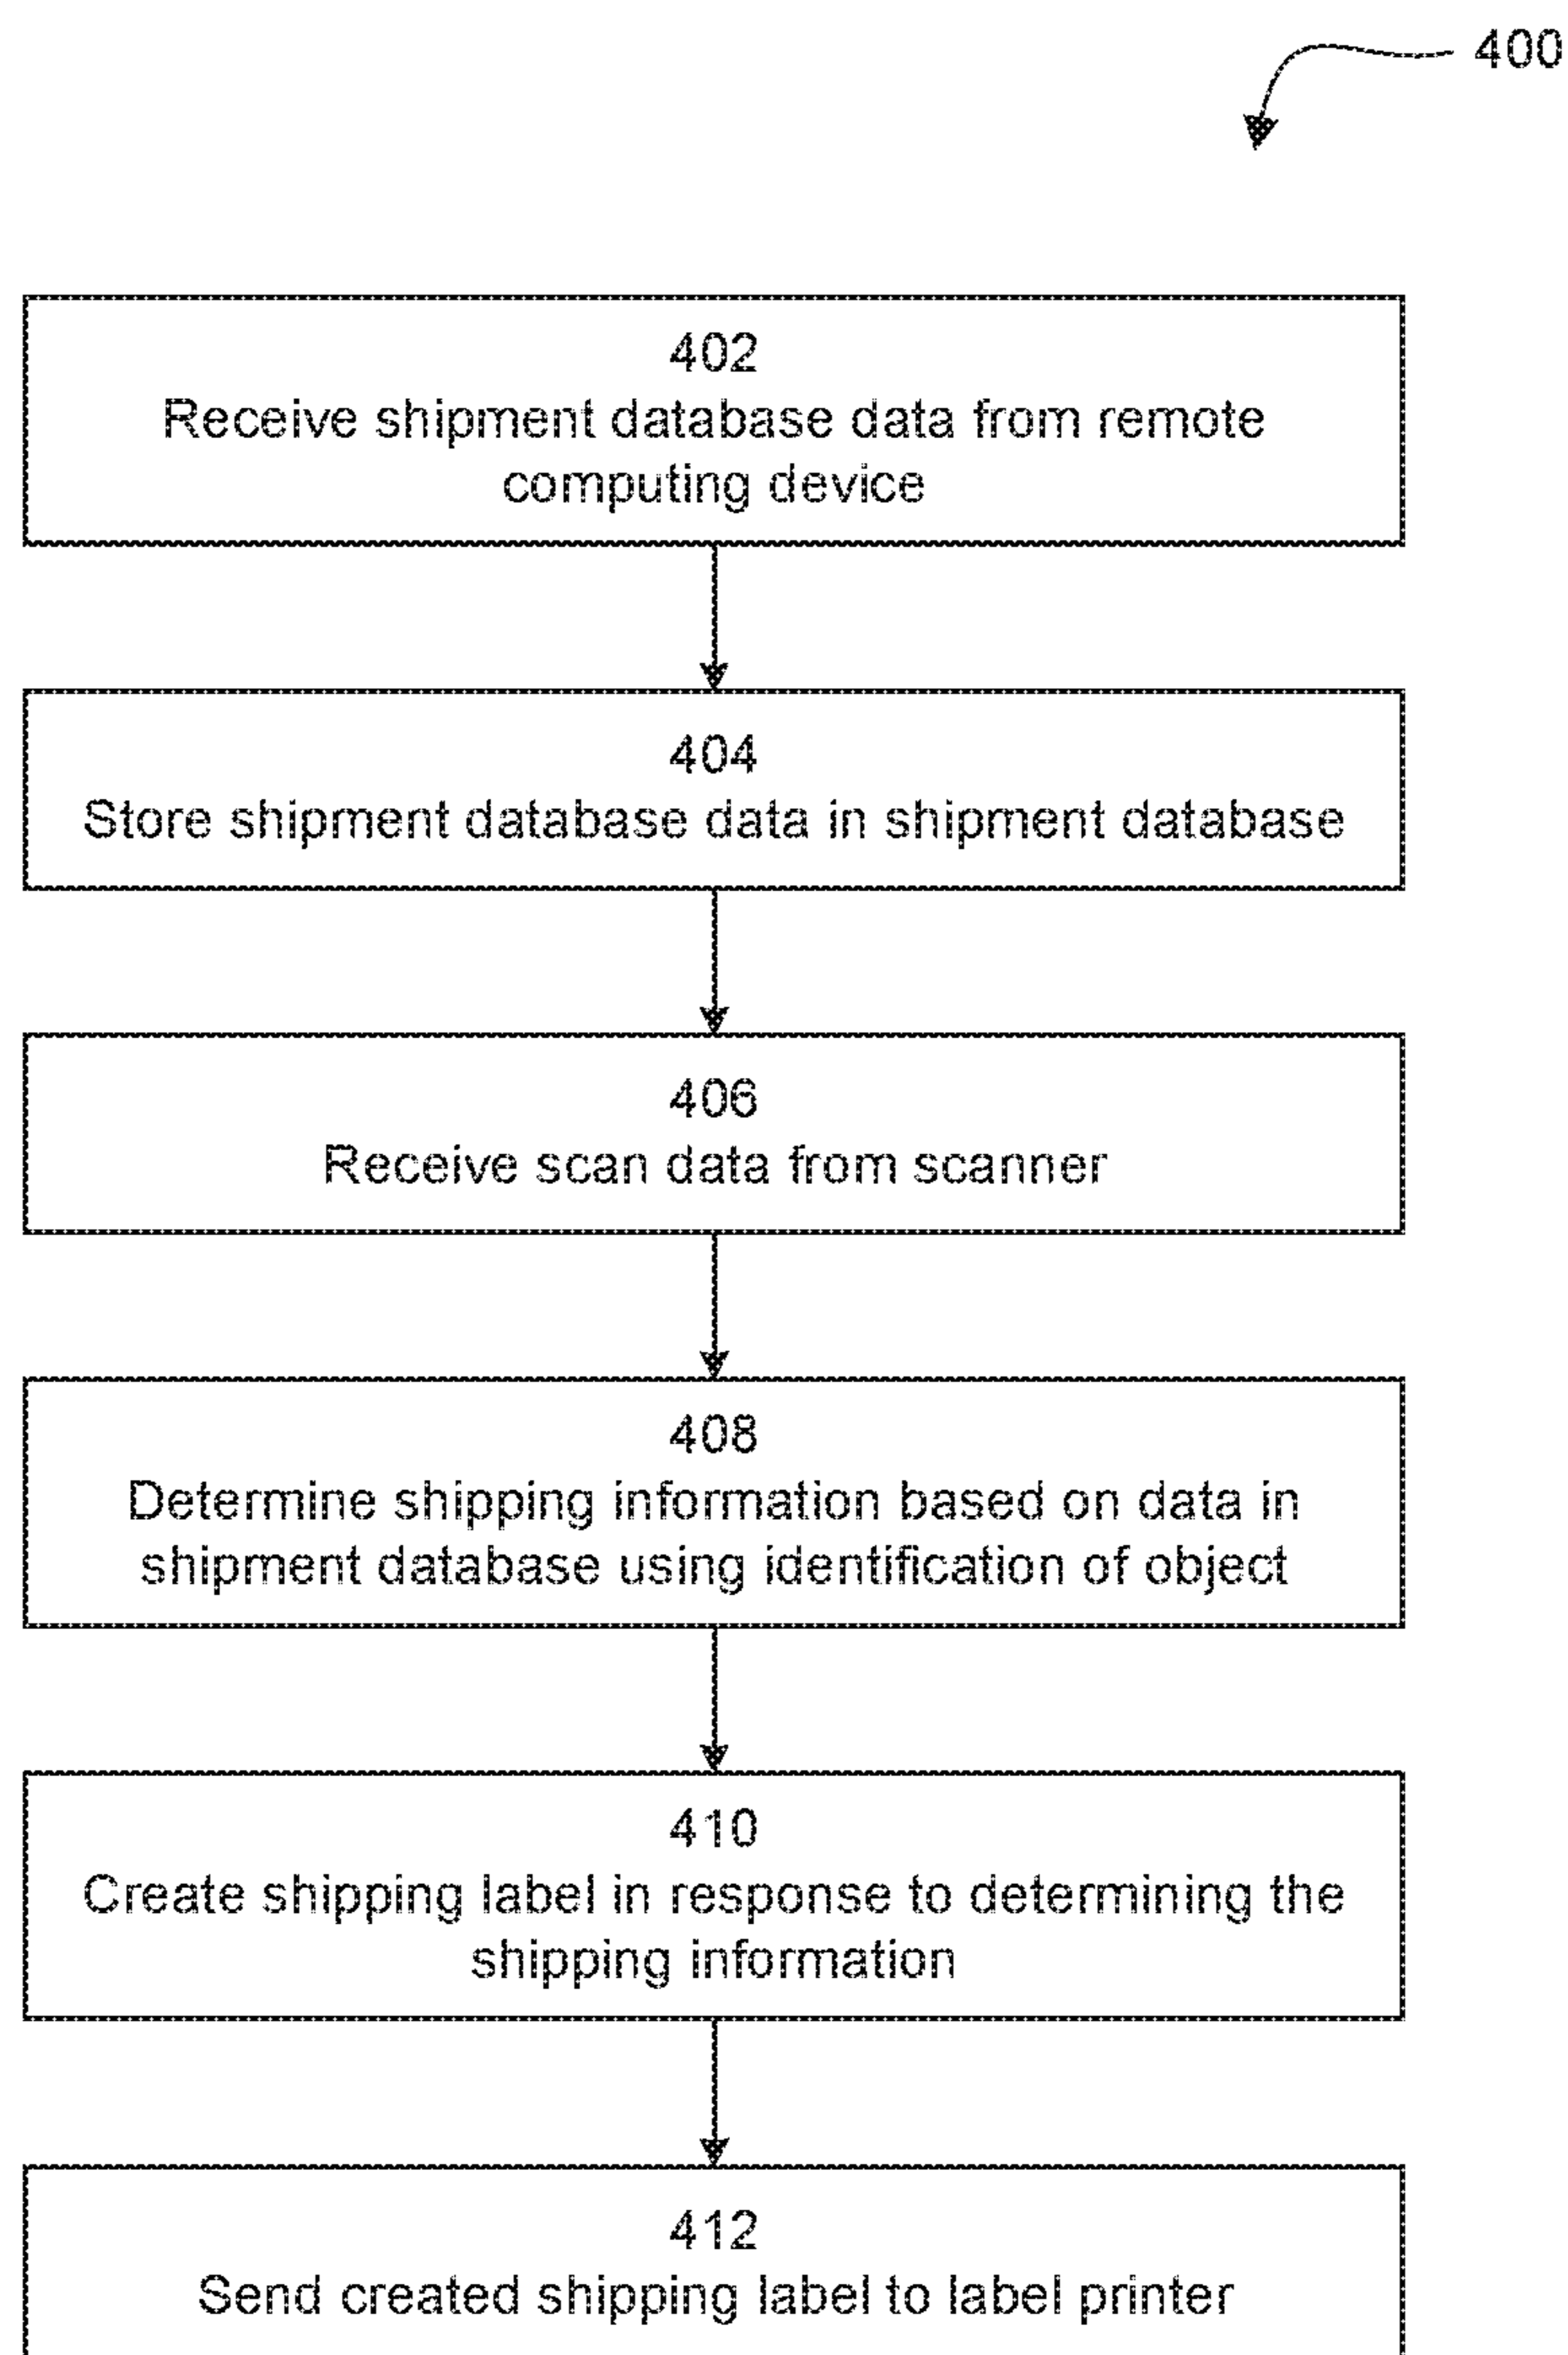 400
402
Receive shipment database data from remote
computing device
404
Store shipment database data in shipment database
406
Receive scan data from scanner
408
Determine shipping information based on data in
shipment database using identification of object
410
Create shipping label in response to determining the
shipping information
412
Send created shipping label to label printer